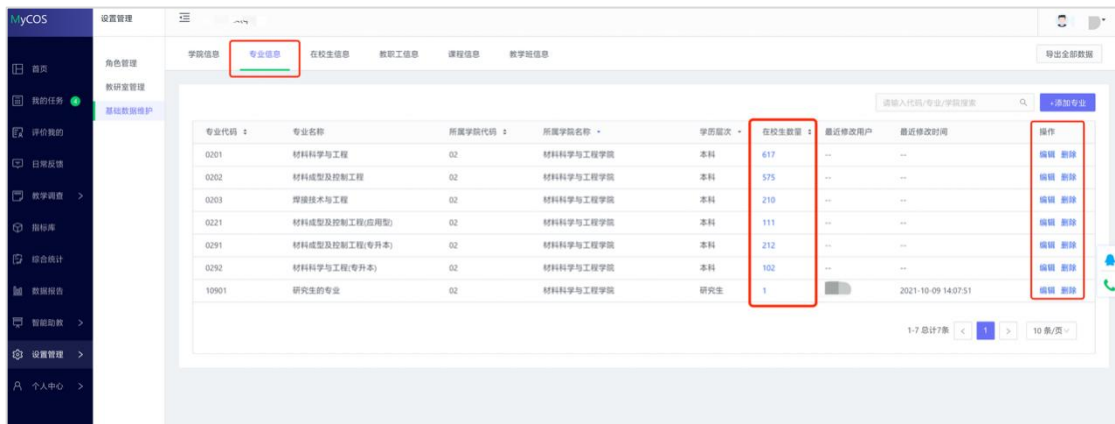 MyCOS
设置管理
首页
我的任务 4
评价我的
日常反馈
教学调查 >
指标库
综合统计
数据报告
智能助教 >
设置管理 >
个人中心 >
角色管理
教研室管理
基础数据维护
学院信息 专业信息 在校生信息 教职工信息 课程信息 教学班信息 导出全部数据
请输入代码/专业/学院搜索 +添加专业
专业代码 专业名称 所属学院代码 所属学院名称 学历层次 在校生数量 最近修改用户 最近修改时间 操作
0201 材料科学与工程 02 材料科学与工程学院 本科 617 -- -- 编辑 删除
0202 材料成型及控制工程 02 材料科学与工程学院 本科 575 -- -- 编辑 删除
0203 焊接技术与工程 02 材料科学与工程学院 本科 210 -- -- 编辑 删除
0221 材料成型及控制工程(应用型) 02 材料科学与工程学院 本科 111 -- -- 编辑 删除
0291 材料成型及控制工程(专升本) 02 材料科学与工程学院 本科 212 -- -- 编辑 删除
0292 材料科学与工程(专升本) 02 材料科学与工程学院 本科 102 -- -- 编辑 删除
10901 研究生的专业 02 材料科学与工程学院 研究生 1 2021-10-09 14:07:51 编辑 删除
1-7 总计7条 < 1 > 10 条/页